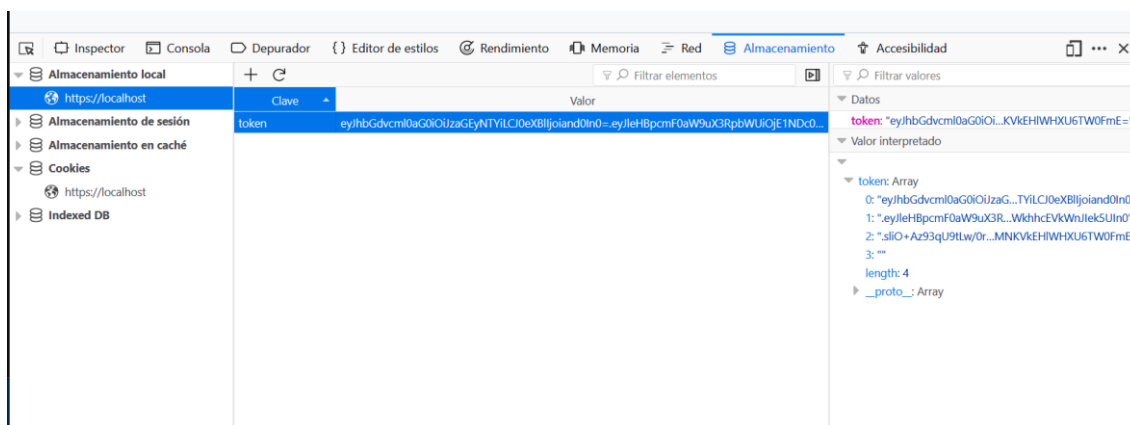 Inspector Consola Depurador { } Editor de estilos Rendimiento Memoria Red Almacenamiento Accesibilidad
Almacenamiento local
https://localhost
Almacenamiento de sesión
Almacenamiento en caché
Cookies
https://localhost
Indexed DB
Filtrar elementos
Clave Valor
token eyJhbGdvcml0aG0iOiJzaGEyNTYiLCJ0eXBlIjoiand0In0=.eyJleHBpcmF0aW9uX3RpbWUiOjE1NDc0...
Filtrar valores
Datos
token: "eyJhbGdvcml0aG0iOi...KVkEHlWHXU6TW0FmE="
Valor interpretado
token: Array
0: "eyJhbGdvcml0aG0iOiJzaG...TYiLCJ0eXBlIjoiand0In0
1: ".eyJleHBpcmF0aW9uX3R...WkhhcEVkWnJIek5UIn0"
2: ".sliO+Az93qU9tLw/0r...MNKVkEHlWHXU6TW0FmE
3: ""
length: 4
__proto__: Array